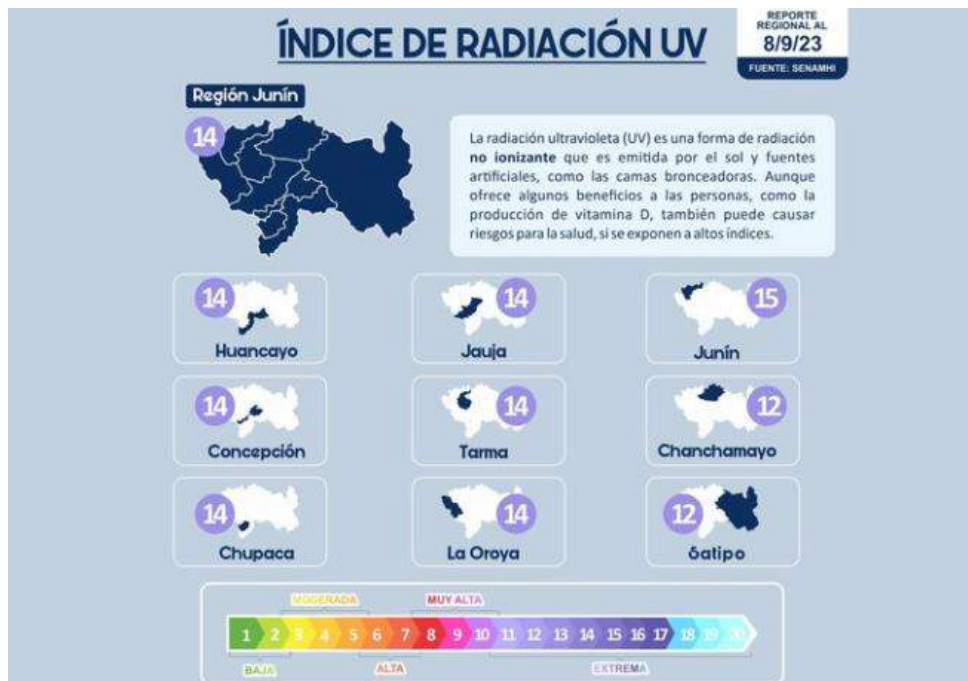 ÍNDICE DE RADIACIÓN UV
REPORTE
REGIONAL AL
8/9/23
FUENTE: SENAMHI
Región Junín
14
La radiación ultravioleta (UV) es una forma de radiación
no ionizante que es emitida por el sol y fuentes
artificiales, como las camas bronceadoras. Aunque
ofrece algunos beneficios a las personas, como la
producción de vitamina D, también puede causar
riesgos para la salud, si se exponen a altos índices.
14
Huancayo
14
Jauja
15
Junín
14
Concepción
14
Tarma
12
Chanchamayo
14
Chupaca
14
La Oroya
12
Satipo
MODERADA
MUY ALTA
1 2 3 4 5 6 7 8 9 10 11 12 13 14 15 16 17 18 19 20
BAJA
ALTA
EXTREMA